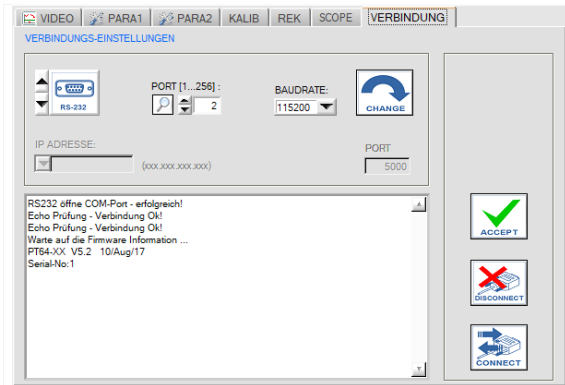 VIDEO PARA1 PARA2 KALIB REK SCOPE VERBINDUNG
VERBINDUNGS-EINSTELLUNGEN
RS-232
PORT [1...256] :
2
BAUDRATE:
115200
CHANGE
IP ADRESSE:
(xxx.xxx.xxx.xxx)
PORT
5000
RS232 öffne COM-Port - erfolgreich!
Echo Prüfung - Verbindung Ok!
Echo Prüfung - Verbindung Ok!
Warte auf die Firmware Information ...
PT64-XX V5.2 10/Aug/17
Serial-No:1
ACCEPT
DISCONNECT
CONNECT